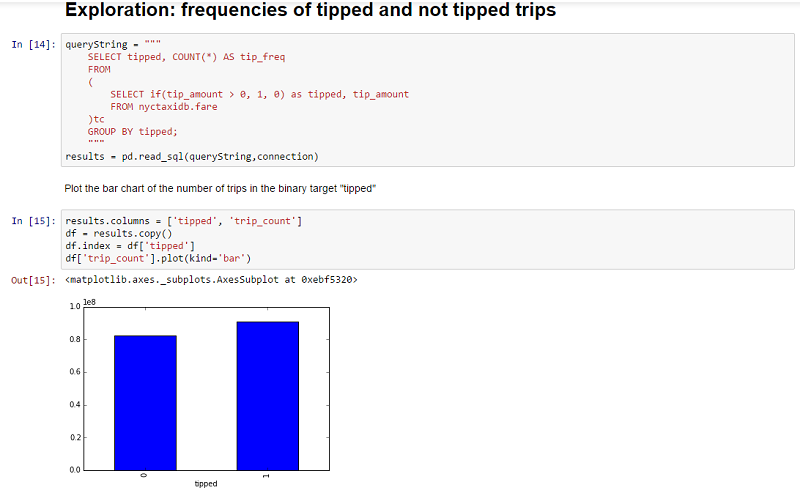 Exploration: frequencies of tipped and not tipped trips
In [14]: queryString = """
SELECT tipped, COUNT(*) AS tip_freq
FROM
(
SELECT if(tip_amount > 0, 1, 0) as tipped, tip_amount
FROM nyctaxidb.fare
)tc
GROUP BY tipped;
"""
results = pd.read_sql(queryString,connection)
Plot the bar chart of the number of trips in the binary target "tipped"
In [15]: results.columns = ['tipped', 'trip_count']
df = results.copy()
df.index = df['tipped']
df['trip_count'].plot(kind='bar')
Out[15]: <matplotlib.axes._subplots.AxesSubplot at 0xebf5320>
1e8
1.0
0.8
0.6
0.4
0.2
0.0
0 1
tipped